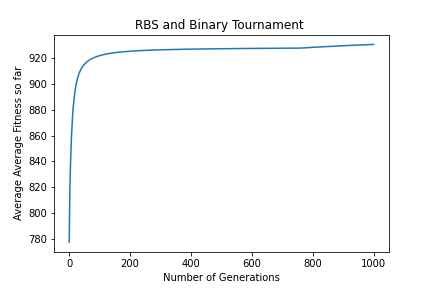 RBS and Binary Tournament
Average Average Fitness so far
920
900
880
860
840
820
800
780
0 200 400 600 800 1000
Number of Generations